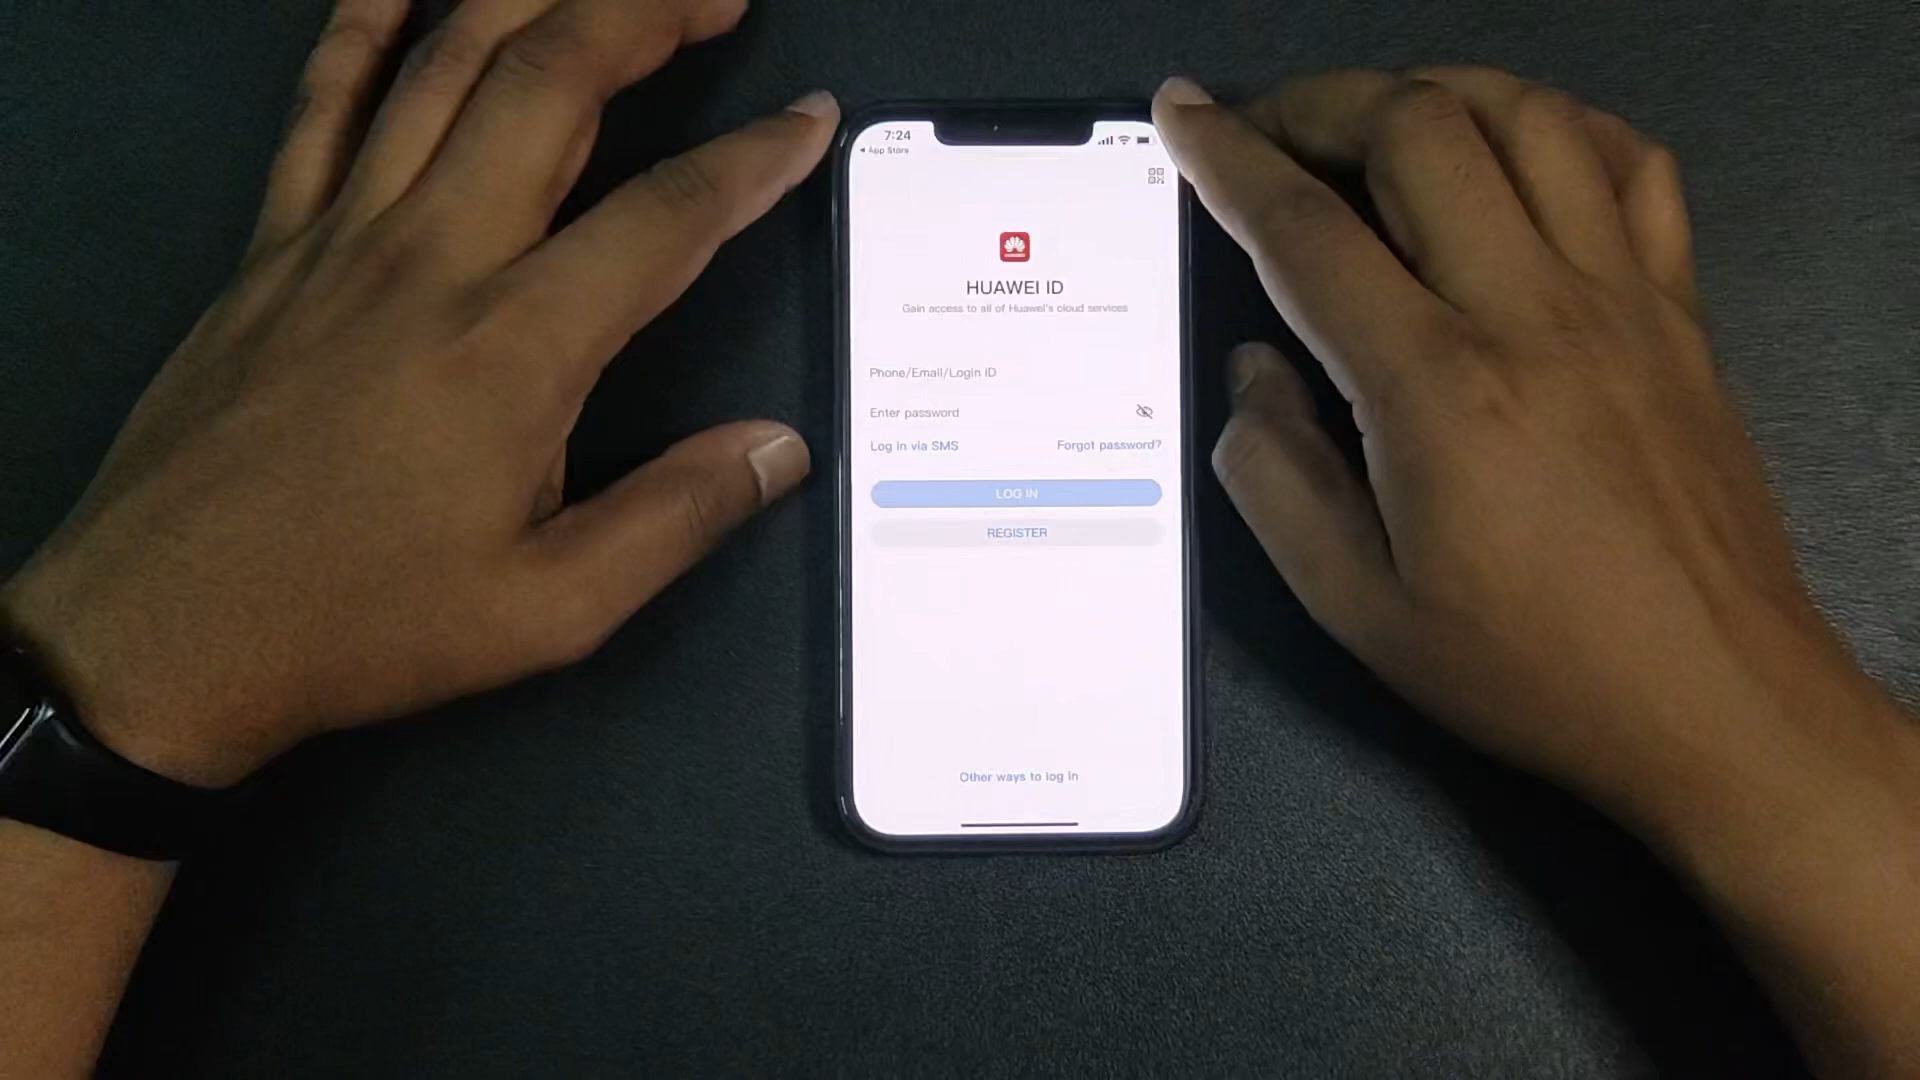 7:24
◀ App Store
HUAWEI ID
Gain access to all of Huawei's cloud services
Phone/Email/Login ID
Enter password
Log in via SMS
Forgot password?
LOG IN
REGISTER
Other ways to log in